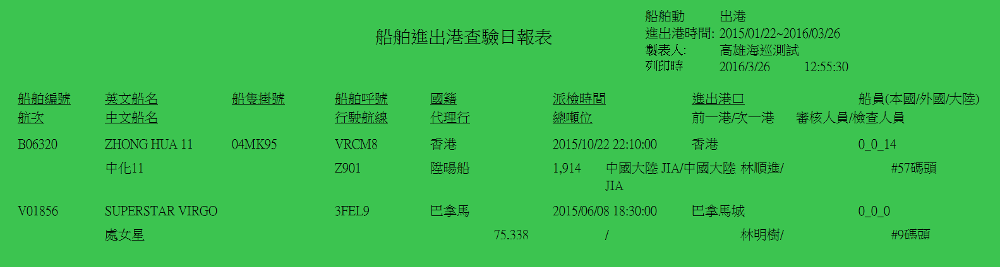 船舶進出港查驗日報表
船舶動 出港
進出港時間: 2015/01/22~2016/03/26
製表人: 高雄海巡測試
列印時 2016/3/26 12:55:30
船舶編號 英文船名 船隻掛號 船舶呼號 國籍 派檢時間 進出港口 船員(本國/外國/大陸)
航次 中文船名 行駛航線 代理行 總噸位 前一港/次一港 審核人員/檢查人員
B06320 ZHONG HUA 11 04MK95 VRCM8 香港 2015/10/22 22:10:00 香港 0_0_14
中化11 Z901 陞暘船 1,914 中國大陸 JIA/中國大陸 林順進/ #57碼頭
JIA
V01856 SUPERSTAR VIRGO 3FEL9 巴拿馬 2015/06/08 18:30:00 巴拿馬城 0_0_0
處女星 75.338 / 林明樹/ #9碼頭